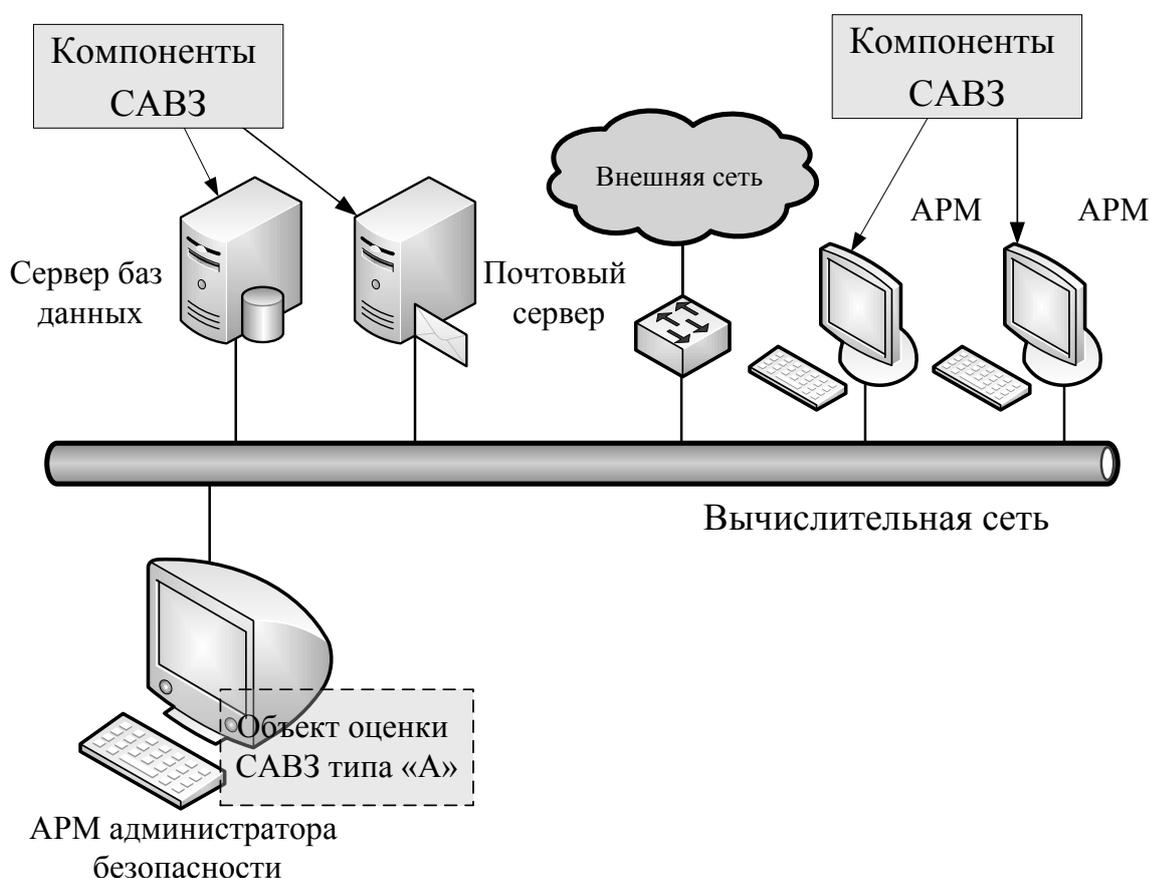 Компоненты
САВЗ
Компоненты
САВЗ
Внешняя сеть
АРМ
АРМ
Сервер баз
данных
Почтовый
сервер
Вычислительная сеть
Объект оценки
САВЗ типа «А»
АРМ администратора
безопасности